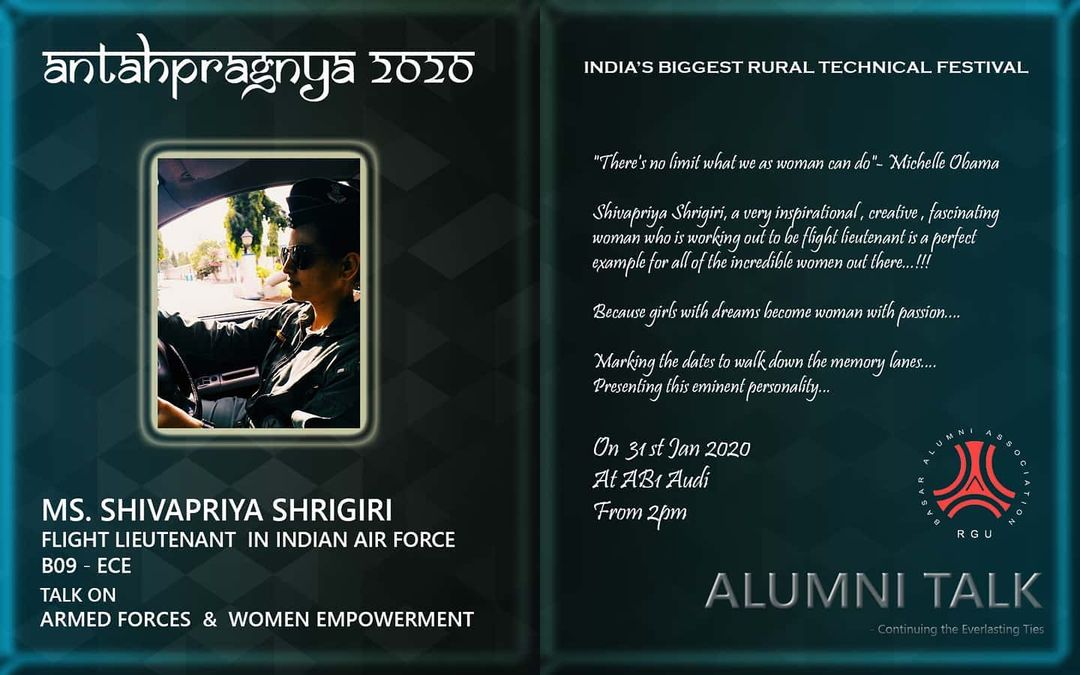 antahpragnya 2020
MS. SHIVAPRIYA SHRIGIRI
FLIGHT LIEUTENANT IN INDIAN AIR FORCE
B09 - ECE
TALK ON
ARMED FORCES & WOMEN EMPOWERMENT
INDIA'S BIGGEST RURAL TECHNICAL FESTIVAL
"There's no limit what we as woman can do"- Michelle Obama
Shivapriya Shrigiri, a very inspirational , creative , fascinating
woman who is working out to be flight lieutenant is a perfect
example for all of the incredible women out there...!!!
Because girls with dreams become woman with passion....
Marking the dates to walk down the memory lanes....
Presenting this eminent personality...
On 31st Jan 2020
At AB1 Audi
From 2pm
BASAR ALUMNI ASSOCIATION
RGU
ALUMNI TALK
- Continuing the Everlasting Ties